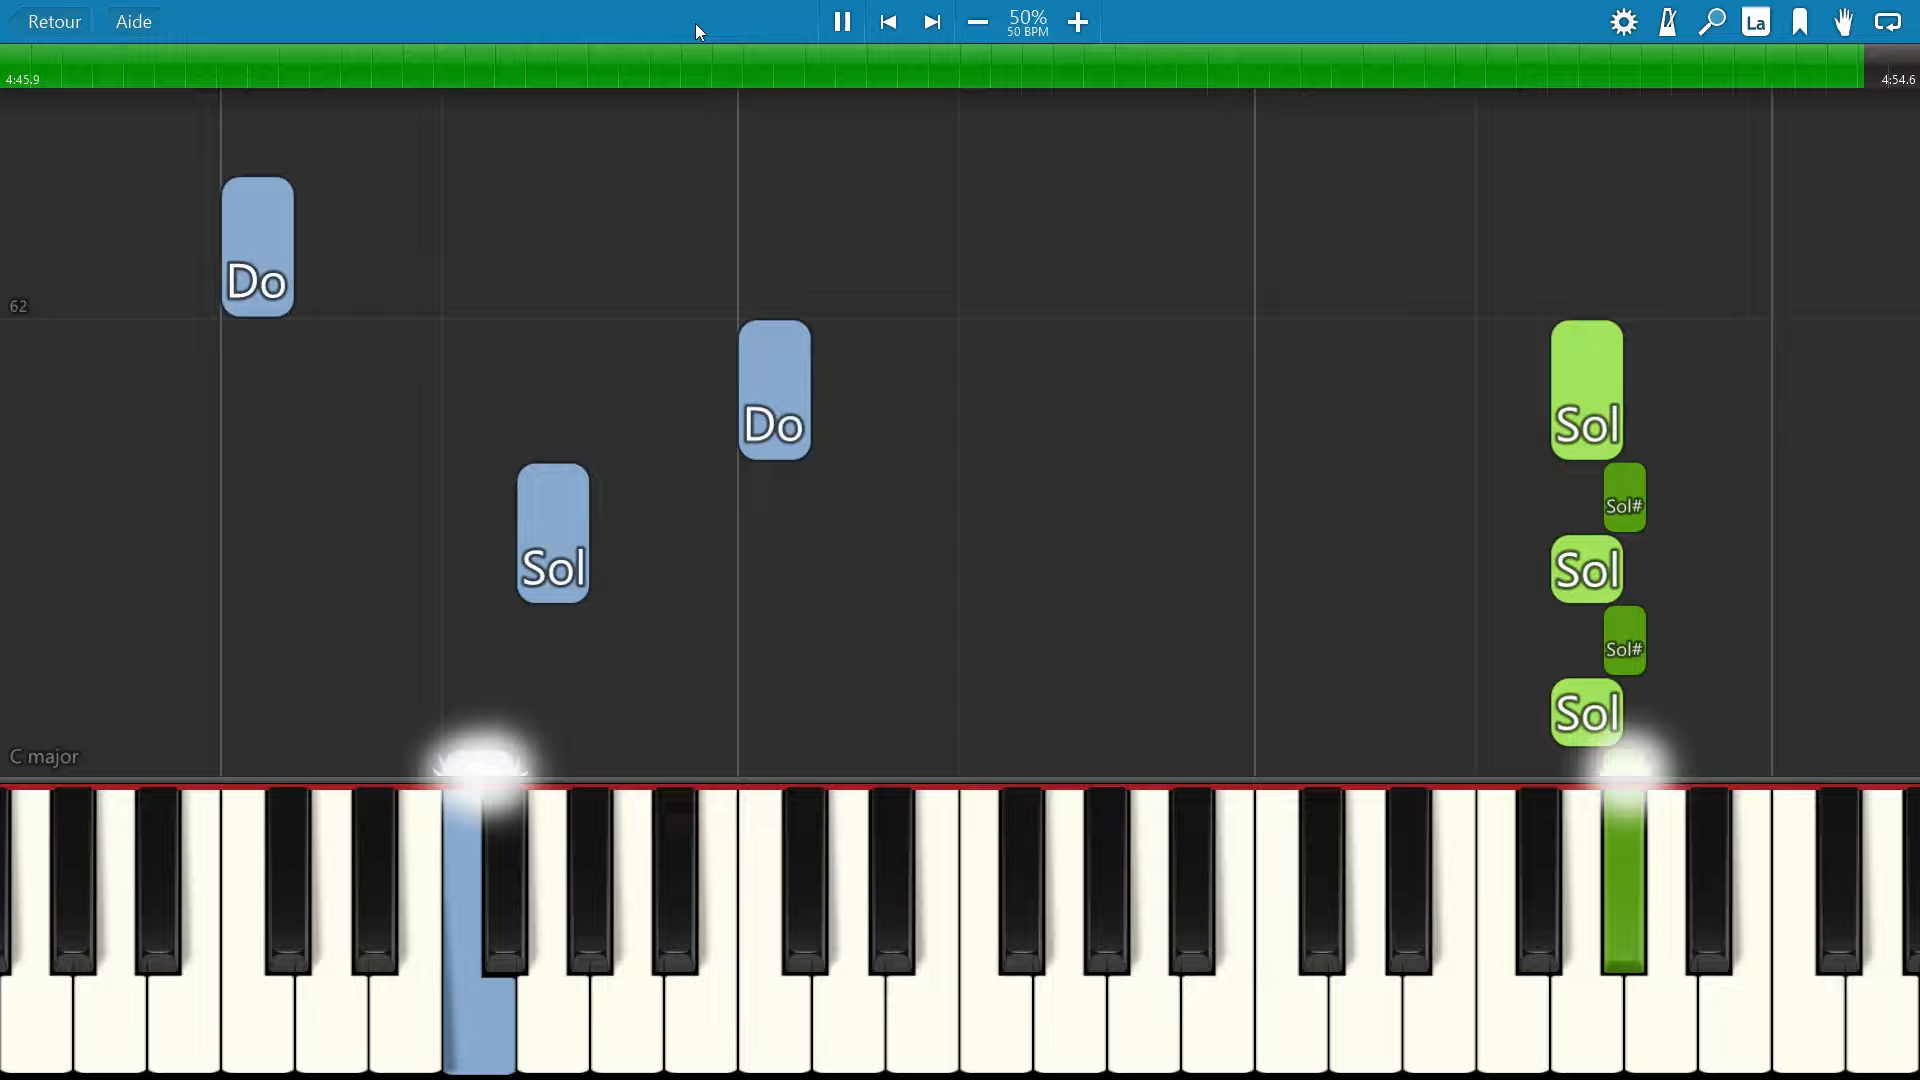 Retour Aide 50% La
50 BPM
4:45.9 4:54.6
Do
62
Do Sol
Sol#
Sol Sol
Sol#
Sol
C major